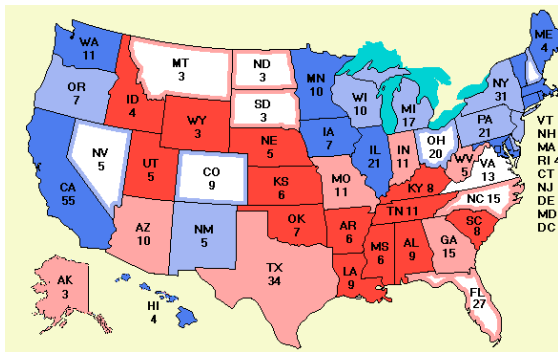 WA
11
OR
7
CA
55
NV
5
ID
4
MT
3
WY
3
UT
5
AZ
10
CO
9
NM
5
ND
3
SD
3
NE
5
KS
6
OK
7
TX
34
MN
10
IA
7
MO
11
AR
6
LA
9
WI
10
IL
21
MI
17
IN
11
OH
20
KY 8
TN 11
MS
6
AL
9
GA
15
FL
27
SC
8
NC 15
VA
13
WV
5
PA
21
NY
31
ME
4
VT
NH
MA
RI 4
CT
NJ
DE
MD
DC
AK
3
HI
4